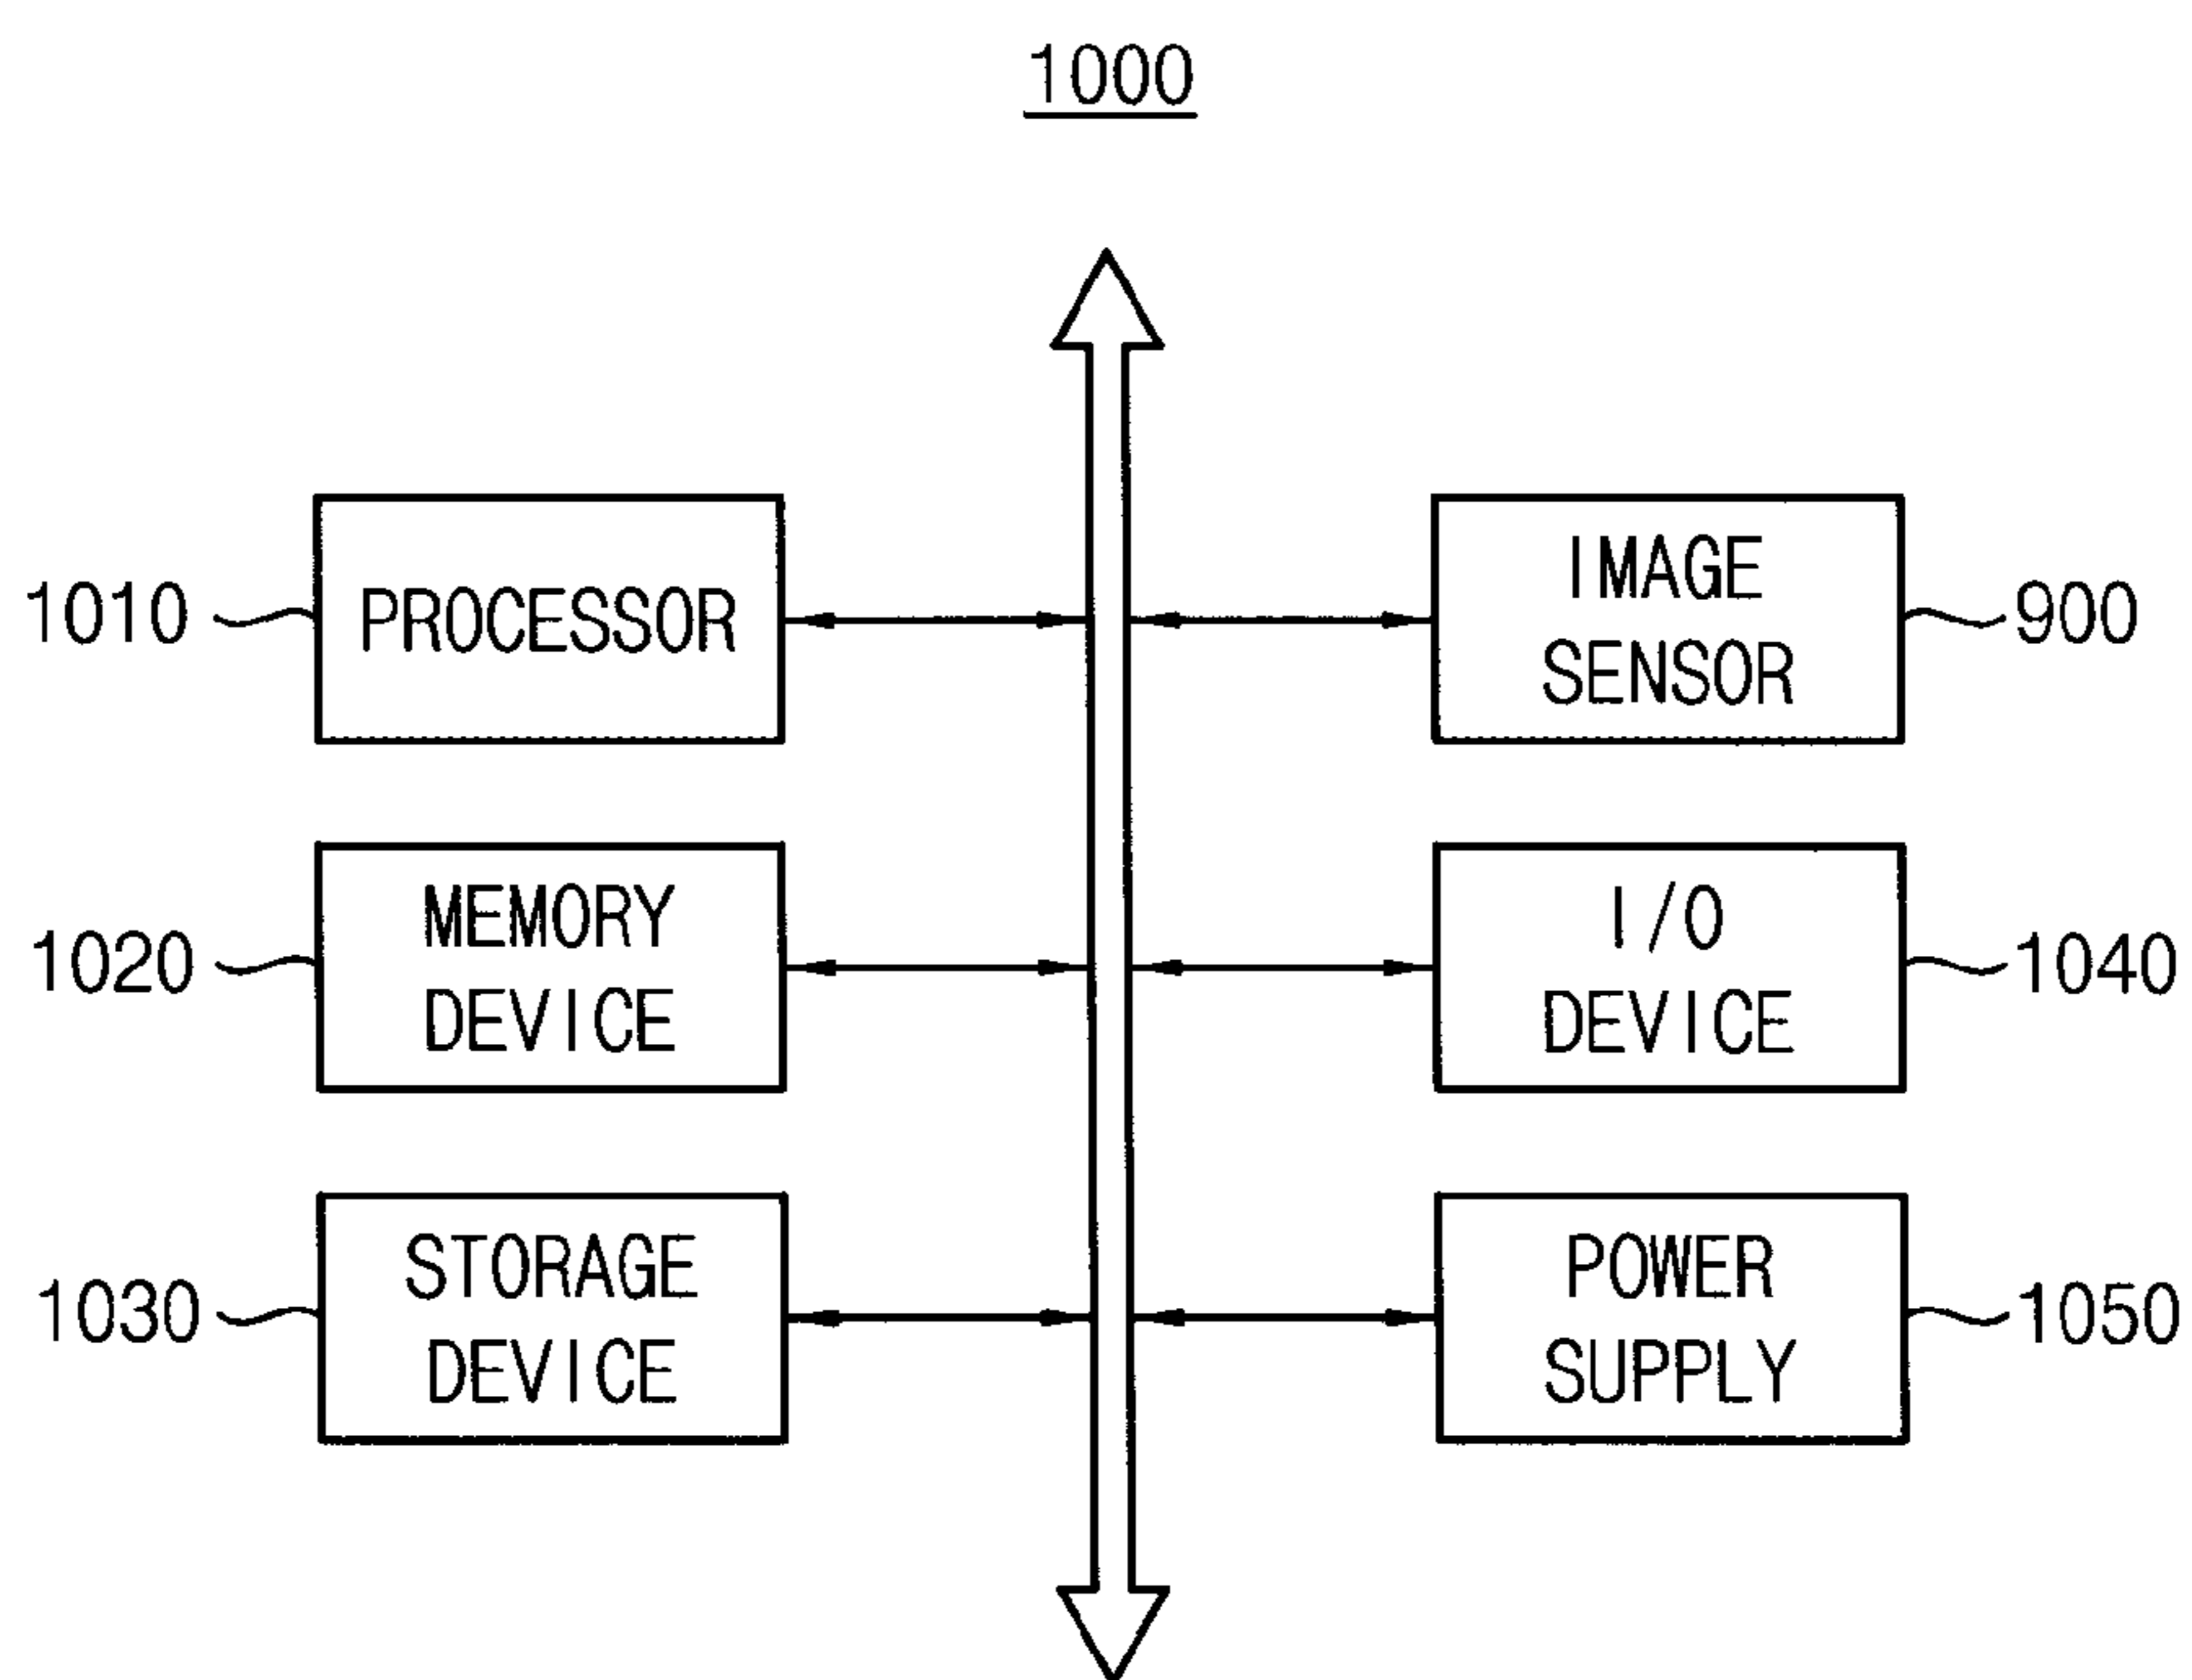 1000
1010
PROCESSOR
IMAGE
SENSOR
900
1020
MEMORY
DEVICE
I/O
DEVICE
1040
1030
STORAGE
DEVICE
POWER
SUPPLY
1050